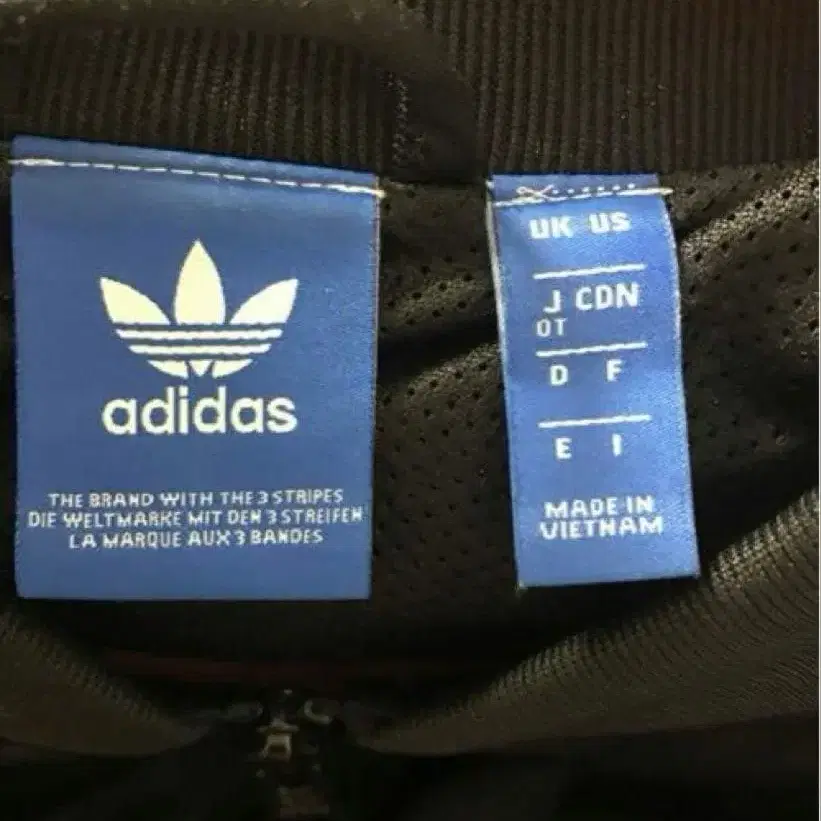 adidas
THE BRAND WITH THE 3 STRIPES
DIE WELTMARKE MIT DEN 3 STREIFEN
LA MARQUE AUX 3 BANDES
UK US
J CDN
OT
D F
E I
MADE IN
VIETNAM